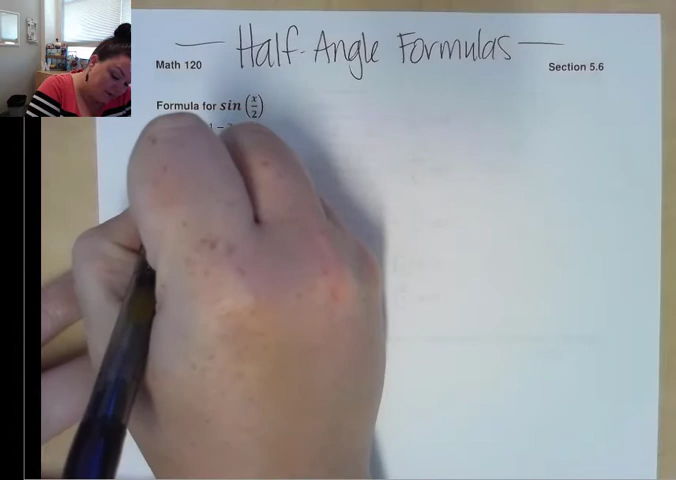 Half-Angle Formulas
Math 120
Section 5.6
Formula for sin (x/2)